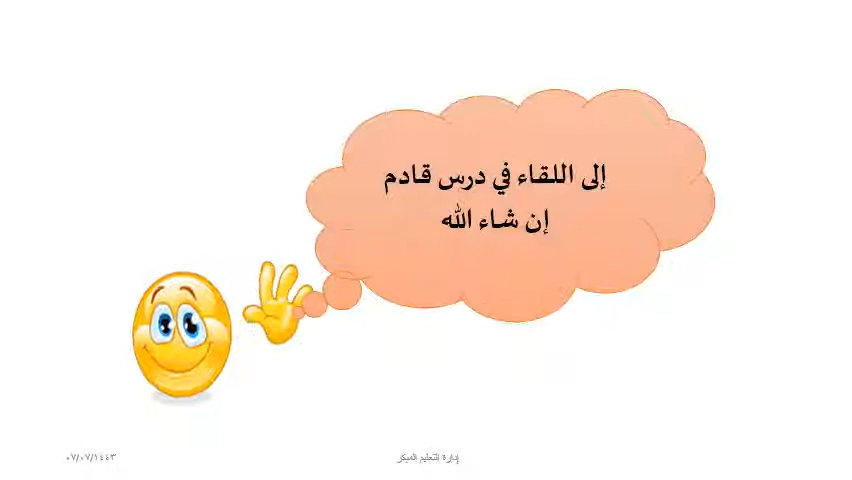 إلى اللقاء في درس قادم
إن شاء الله
إدارة التعليم المبكر
٠٧/٠٧/١٤٤٣